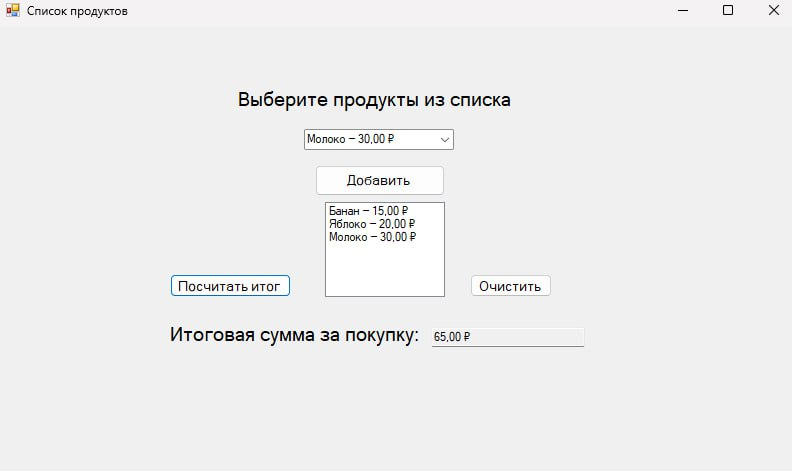 Список продуктов
Выберите продукты из списка
Молоко – 30,00 ₽
Добавить
Банан – 15,00 ₽
Яблоко – 20,00 ₽
Молоко – 30,00 ₽
Посчитать итог
Очистить
Итоговая сумма за покупку: 65,00 ₽